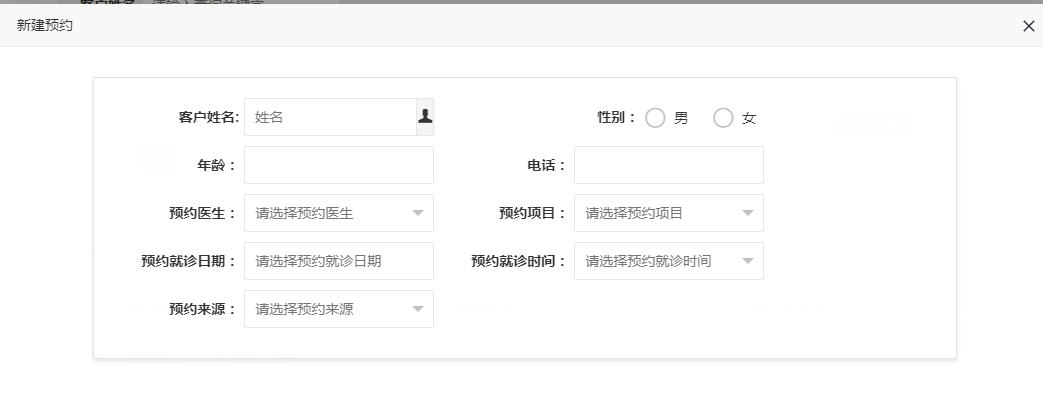 新建预约
客户姓名: 姓名
性别： 男 女
年龄：
电话：
预约医生： 请选择预约医生
预约项目： 请选择预约项目
预约就诊日期： 请选择预约就诊日期
预约就诊时间： 请选择预约就诊时间
预约来源： 请选择预约来源